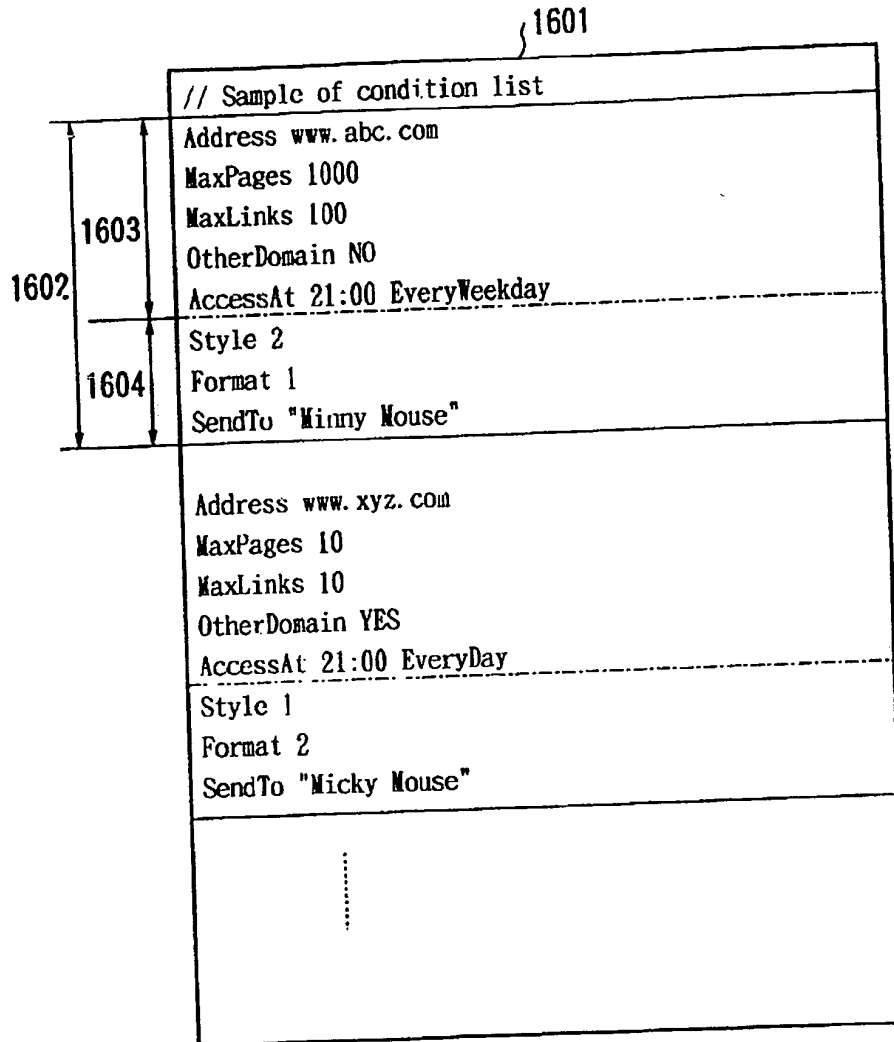 1601
// Sample of condition list
Address www.abc.com
MaxPages 1000
MaxLinks 100
1603
OtherDomain NO
1602
AccessAt 21:00 EveryWeekday
Style 2
1604
Format 1
SendTo "Minny Mouse"
Address www.xyz.com
MaxPages 10
MaxLinks 10
OtherDomain YES
AccessAt 21:00 EveryDay
Style 1
Format 2
SendTo "Micky Mouse"